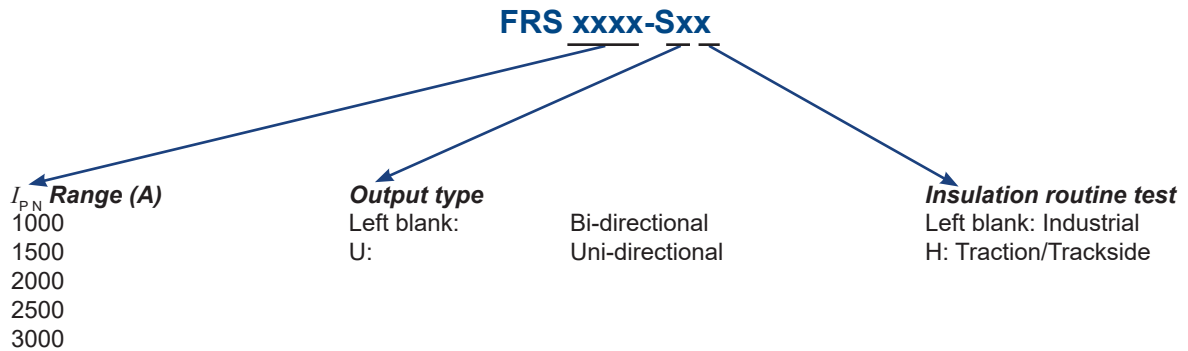 FRS xxxx-Sxx
I PN Range (A)
1000
1500
2000
2500
3000
Output type
Left blank: Bi-directional
U: Uni-directional
Insulation routine test
Left blank: Industrial
H: Traction/Trackside